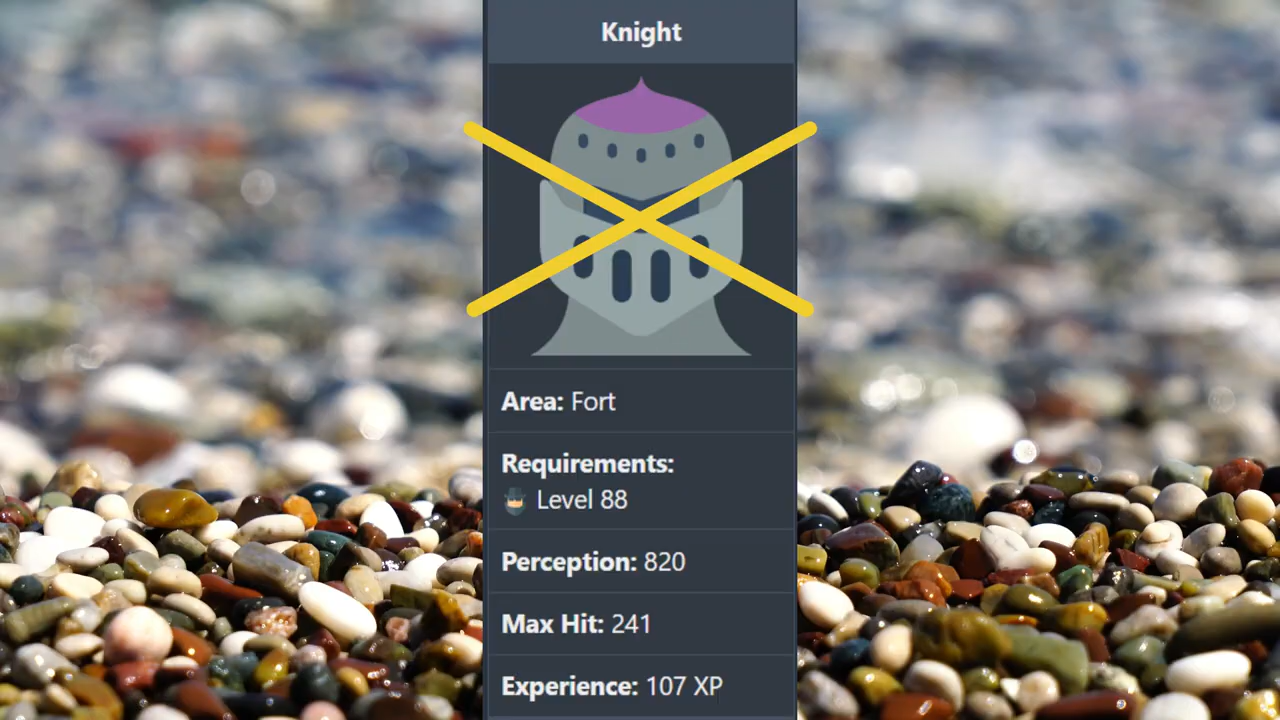 Knight
Area: Fort
Requirements:
Level 88
Perception: 820
Max Hit: 241
Experience: 107 XP